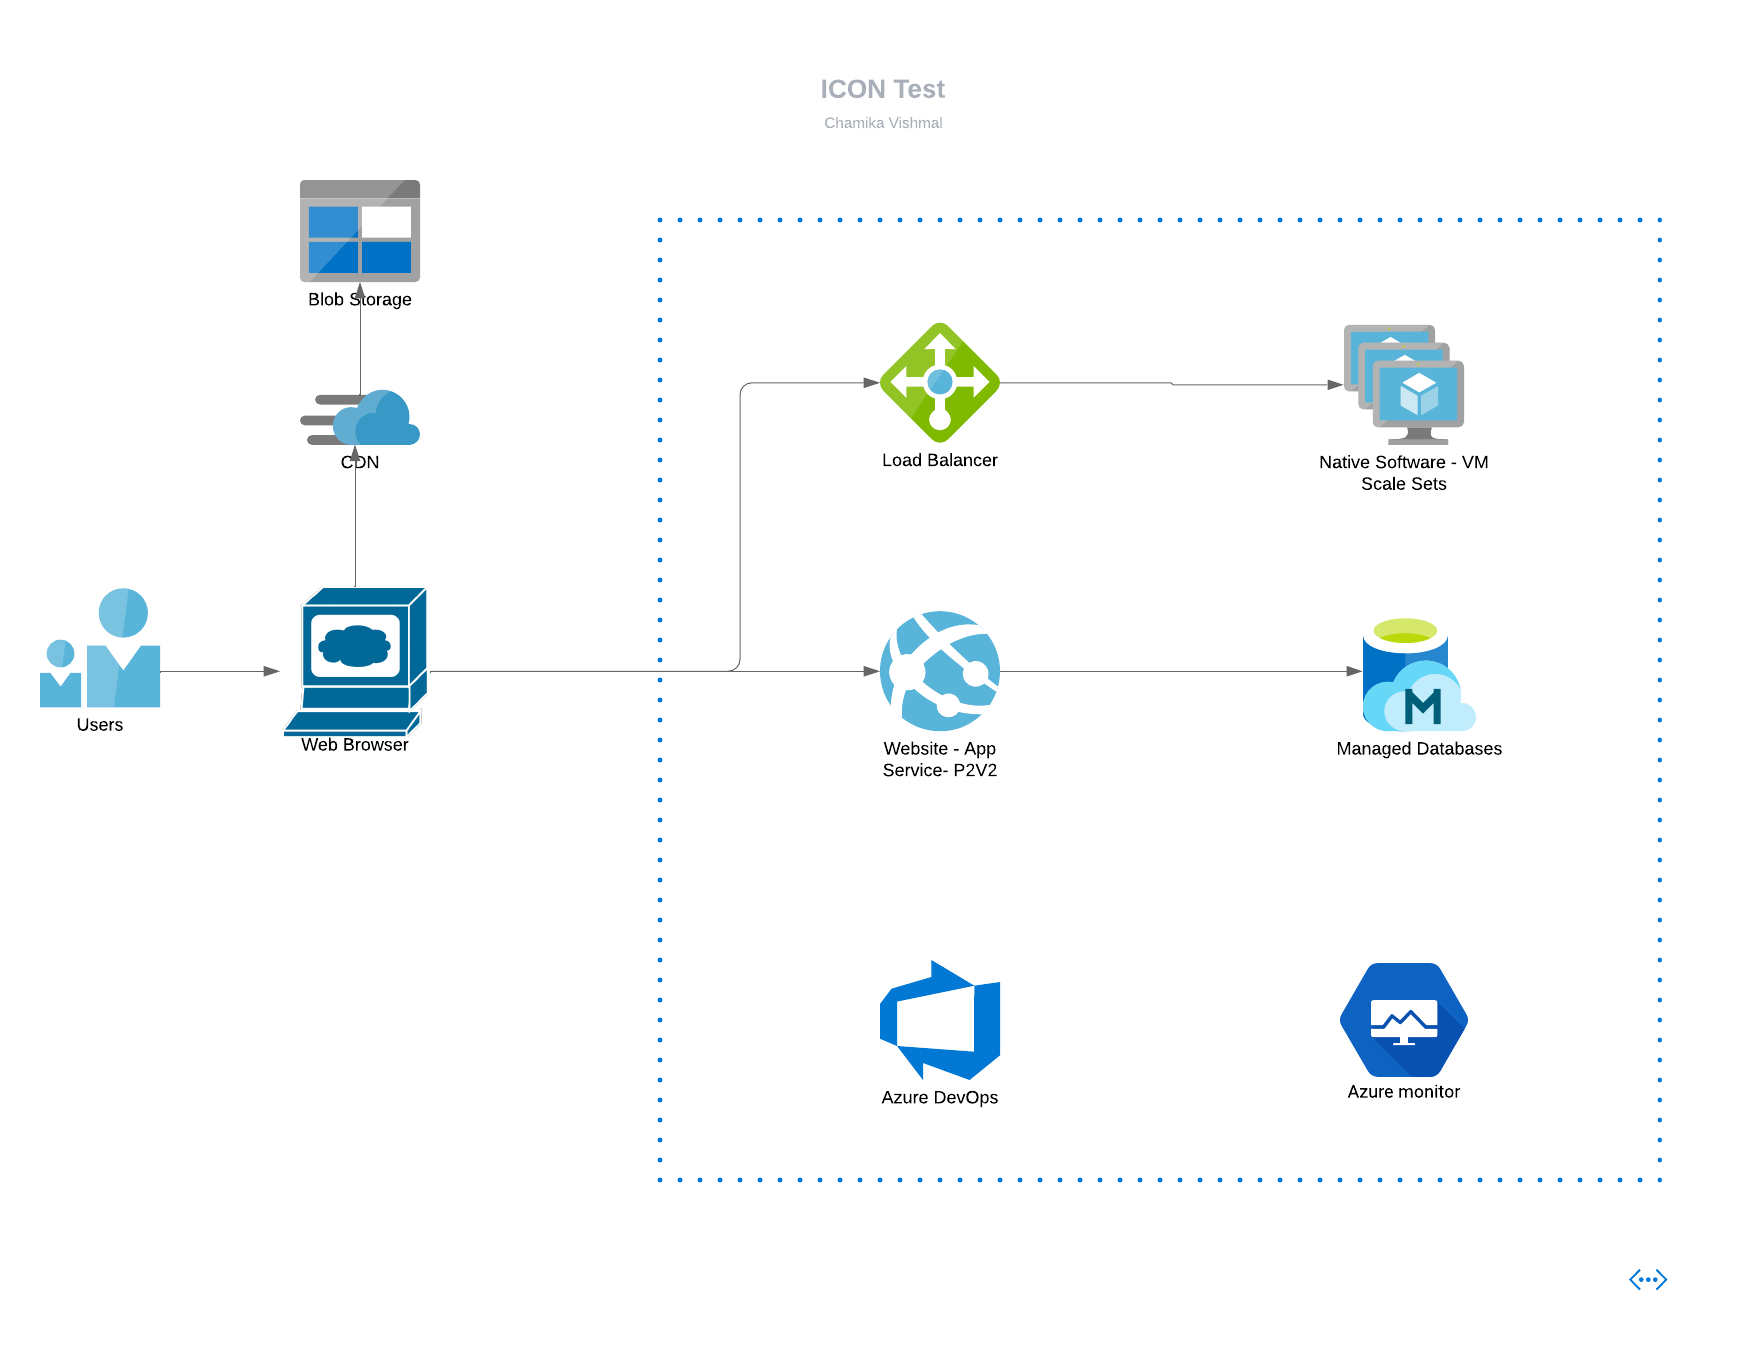 ICON Test
Chamika Vishmal
Blob Storage
CDN
Users
Web Browser
Load Balancer
Native Software - VM
Scale Sets
Website - App
Service- P2V2
Managed Databases
Azure DevOps
Azure monitor